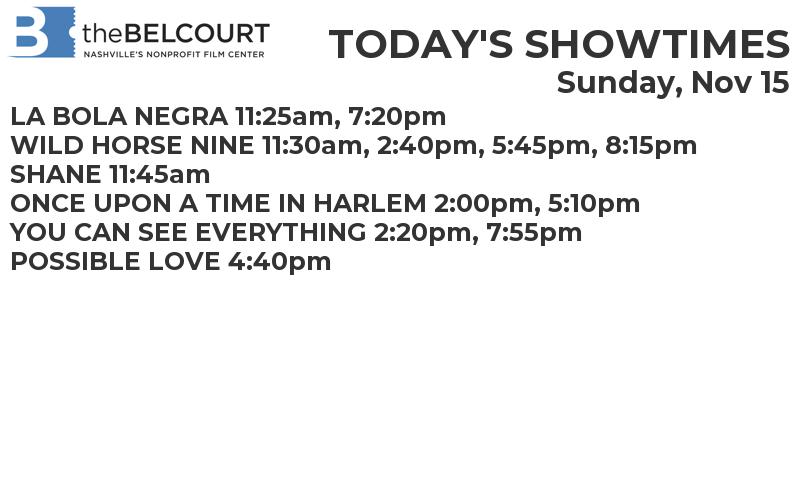 B theBELCOURT
NASHVILLE'S NONPROFIT FILM CENTER
TODAY'S SHOWTIMES
Sunday, Nov 15
LA BOLA NEGRA 11:25am, 7:20pm
WILD HORSE NINE 11:30am, 2:40pm, 5:45pm, 8:15pm
SHANE 11:45am
ONCE UPON A TIME IN HARLEM 2:00pm, 5:10pm
YOU CAN SEE EVERYTHING 2:20pm, 7:55pm
POSSIBLE LOVE 4:40pm